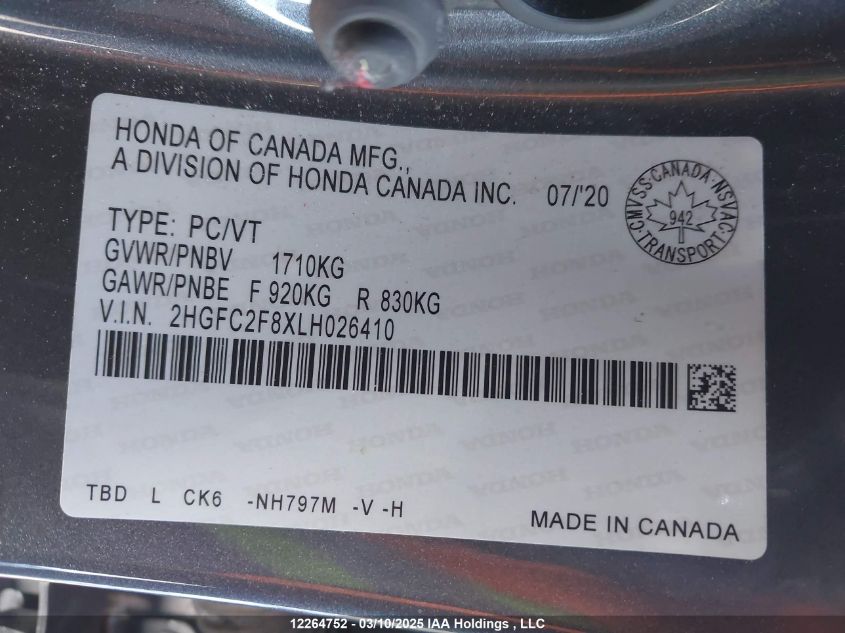 HONDA OF CANADA MFG.,
A DIVISION OF HONDA CANADA INC. 07/'20
CMVSS·CANADA·NSVAC
942
TRANSPORT
TYPE: PC/VT
GVWR/PNBV 1710KG
GAWR/PNBE F 920KG R 830KG
V.I.N. 2HGFC2F8XLH026410
TBD L CK6 -NH797M -V -H
MADE IN CANADA
12264752 - 03/10/2025 IAA Holdings , LLC